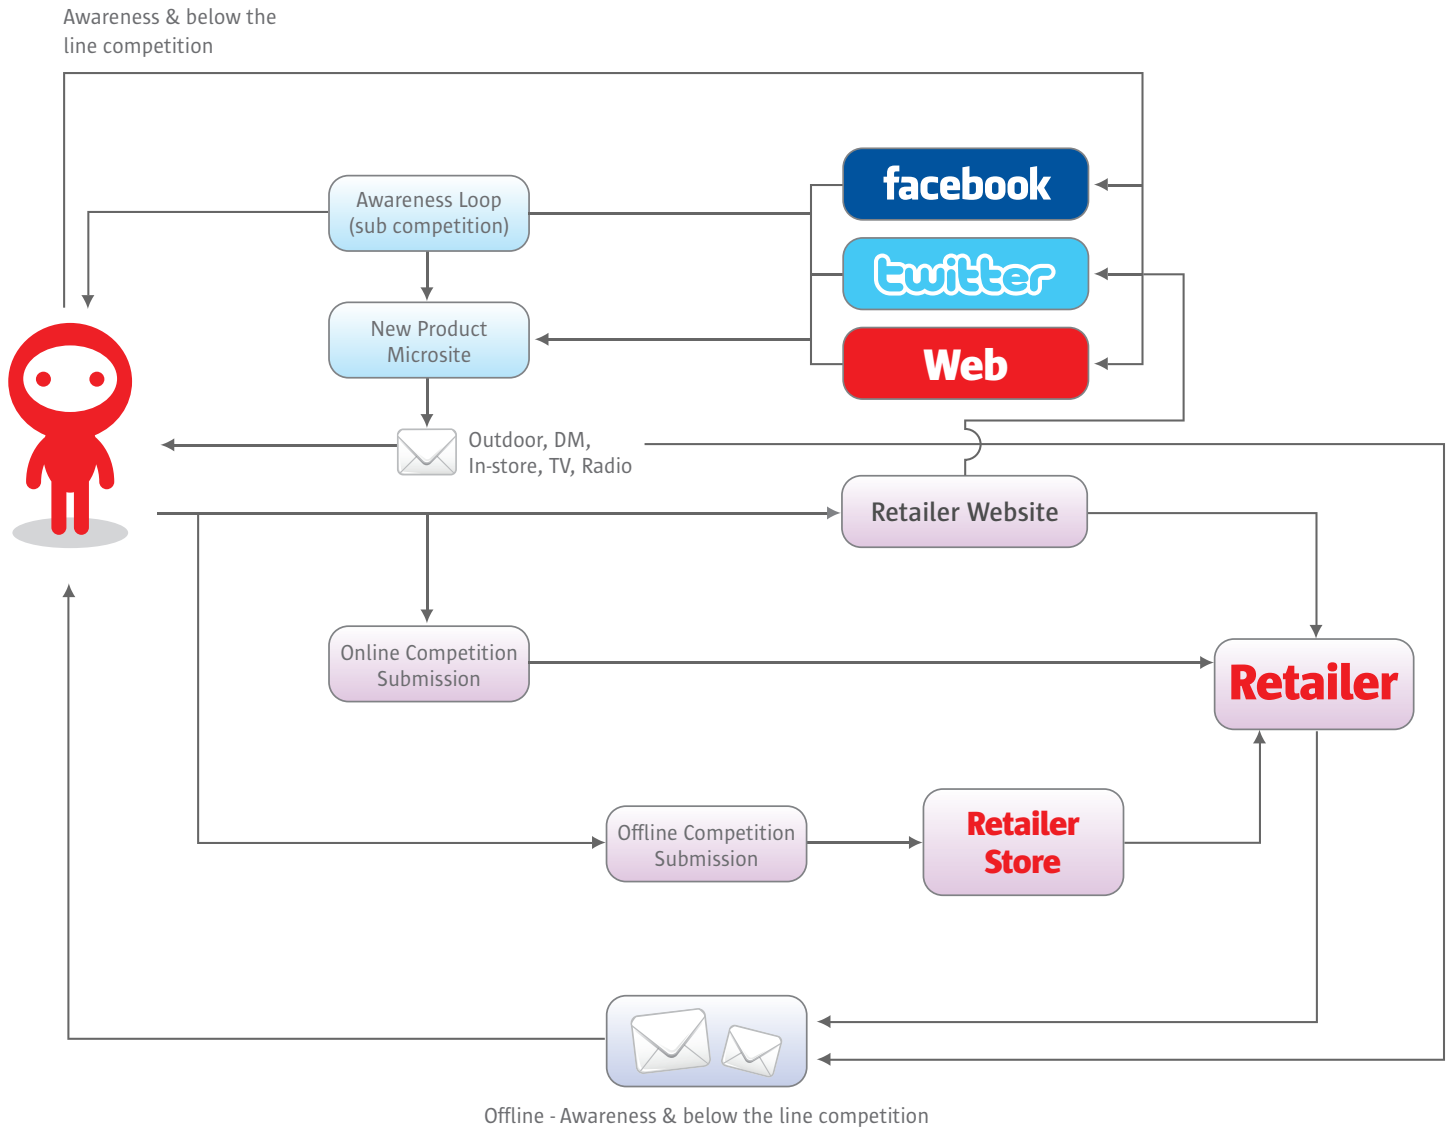 Awareness & below the
line competition
facebook
Awareness Loop
(sub competition)
twitter
New Product
Microsite
Web
Outdoor, DM,
In-store, TV, Radio
Retailer Website
Online Competition
Submission
Retailer
Offline Competition
Submission
Retailer
Store
Offline - Awareness & below the line competition